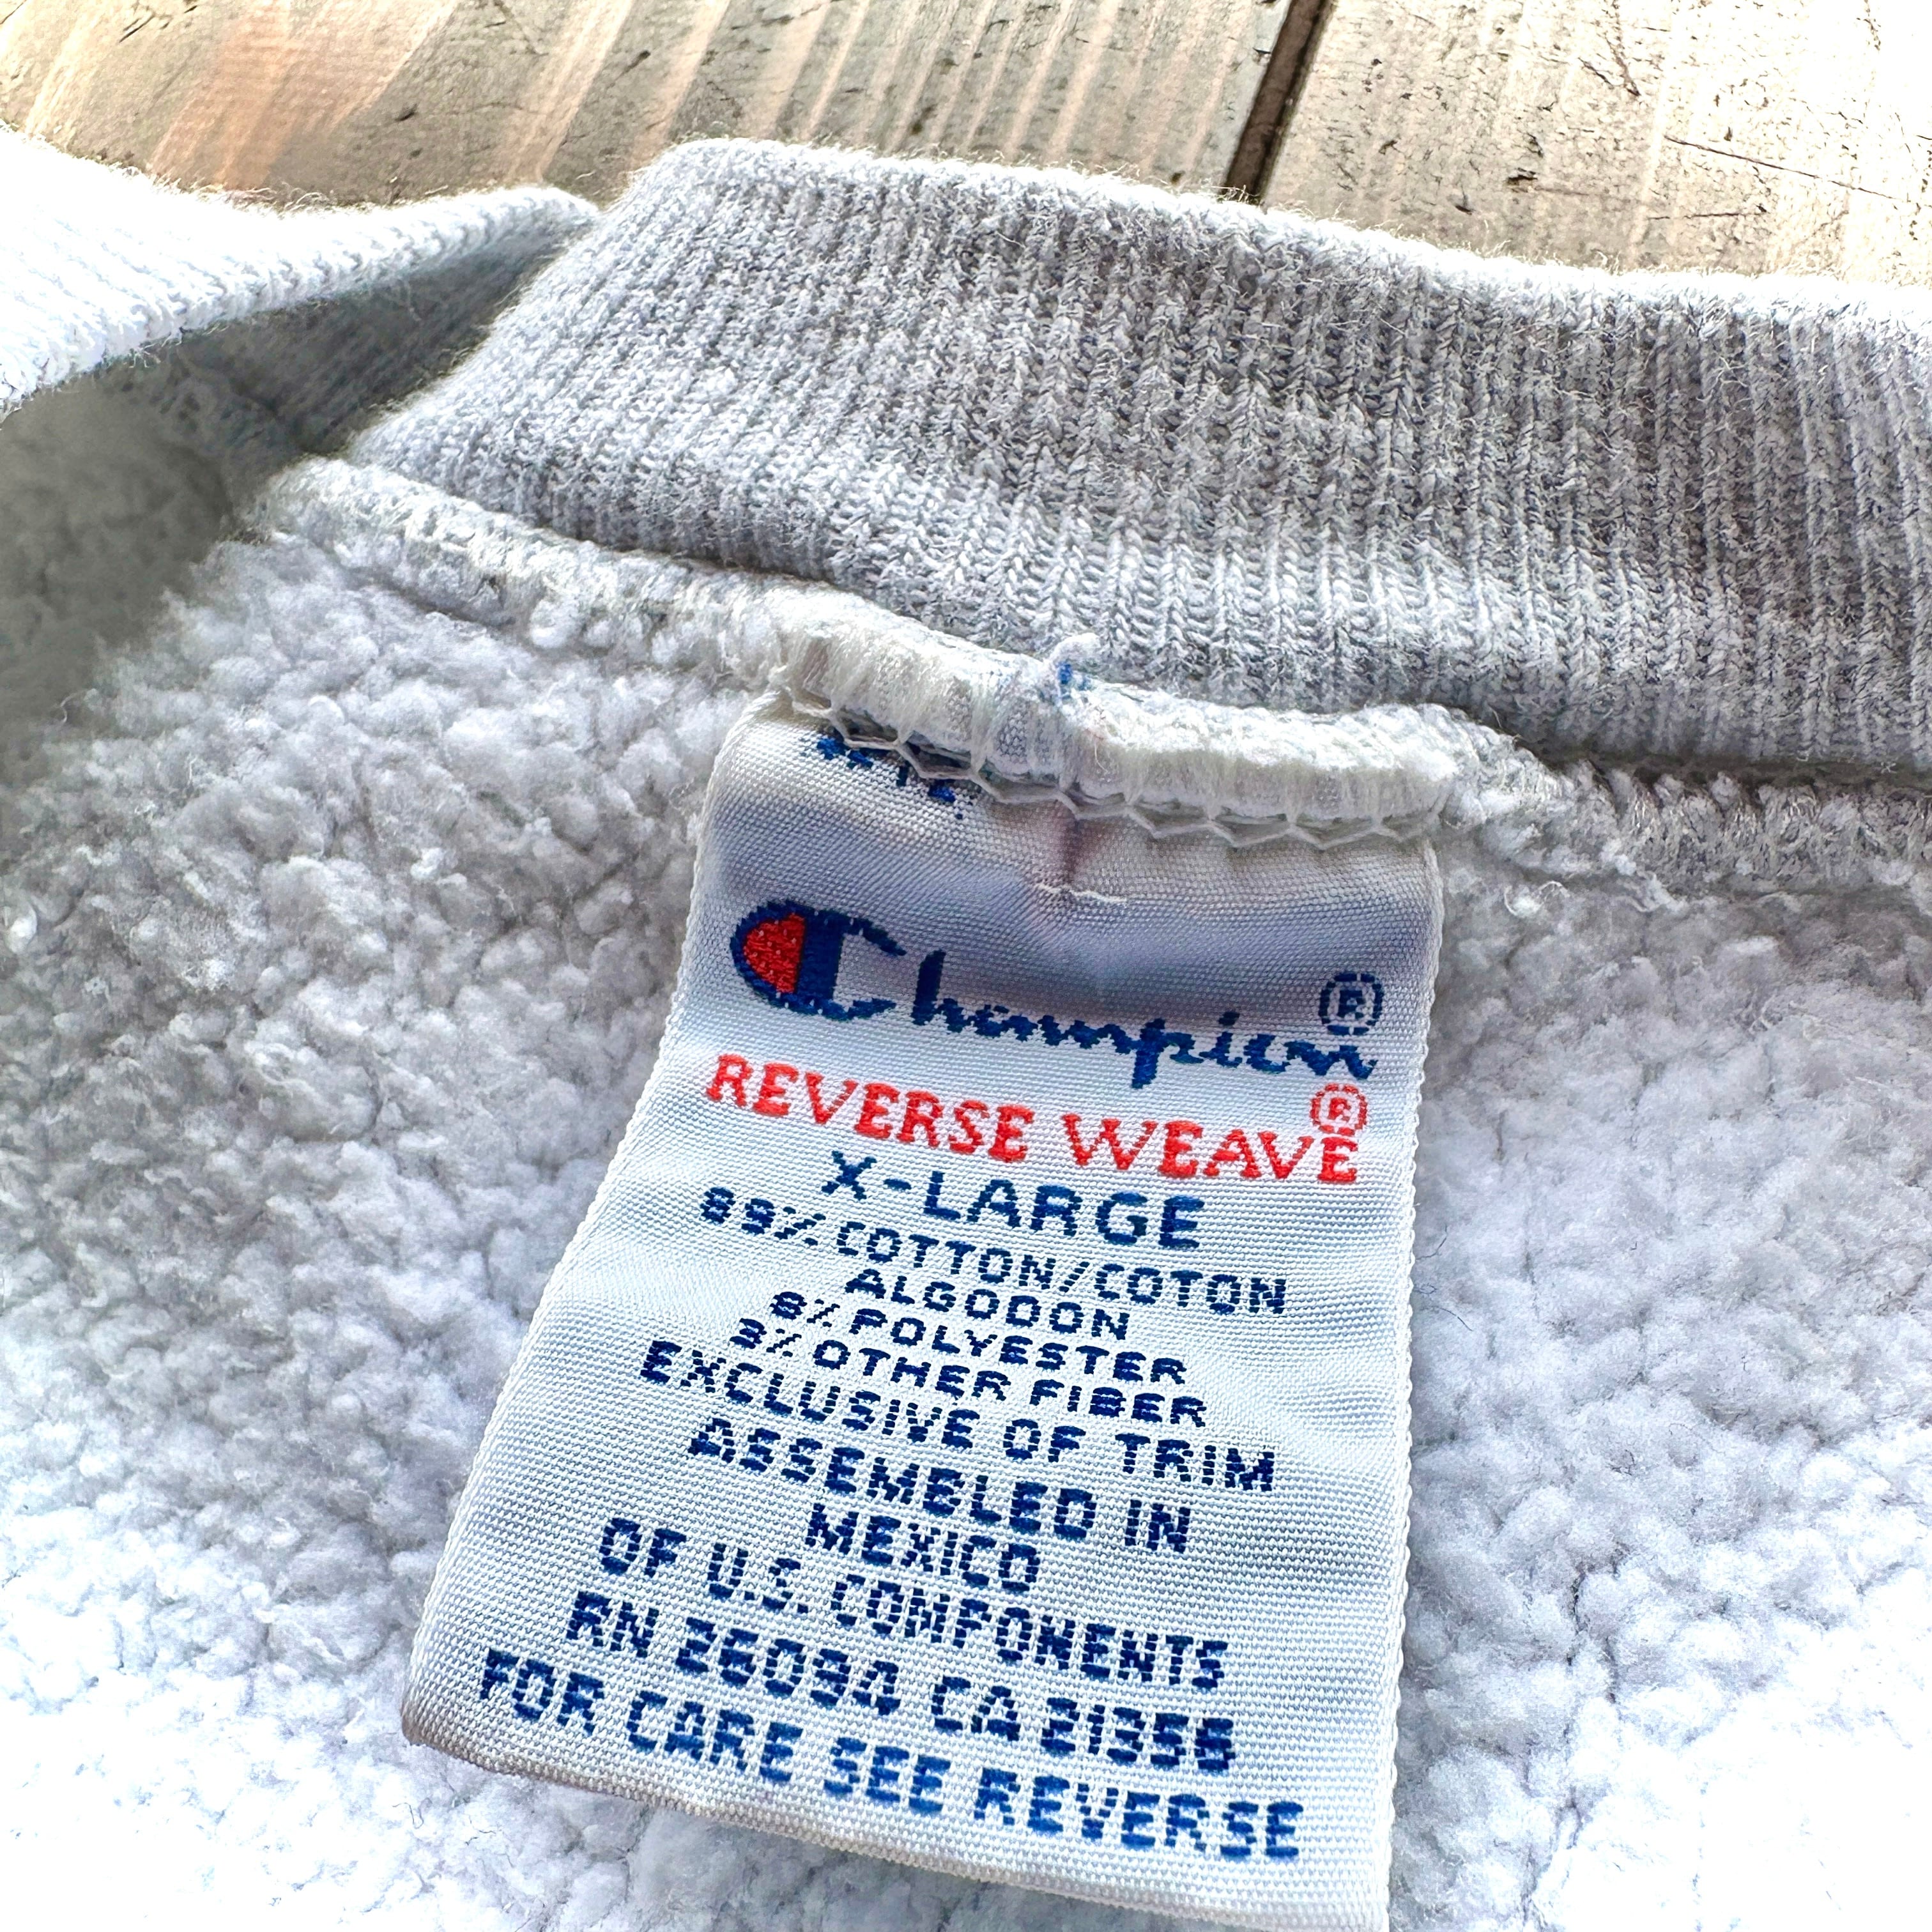 Champion®
REVERSE WEAVE®
X-LARGE
89% COTTON/COTON
ALGODON
8% POLYESTER
3% OTHER FIBER
EXCLUSIVE OF TRIM
ASSEMBLED IN
MEXICO
OF U.S. COMPONENTS
RN 26094 CA 21356
FOR CARE SEE REVERSE